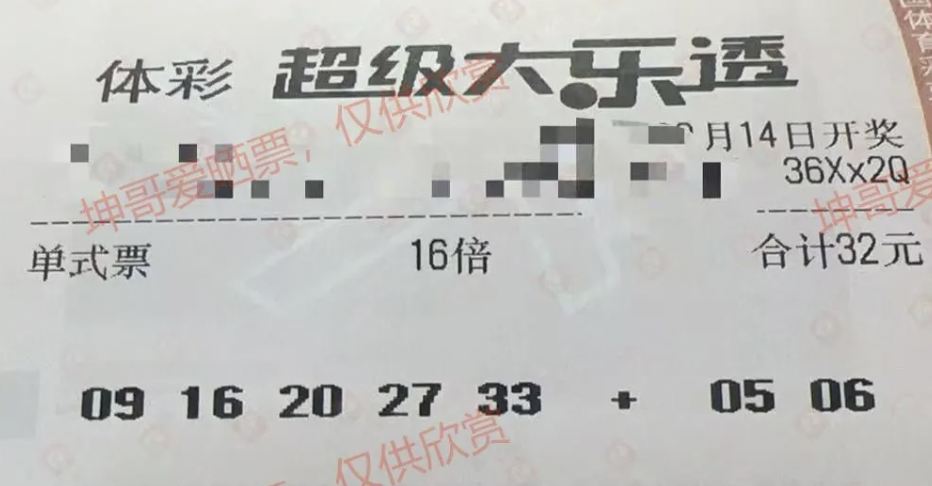 体彩 超级大乐透
月14日开奖
36Xx2Q
坤哥爱晒票，仅供欣赏
单式票 16倍 合计32元
09 16 20 27 33 + 05 06
仅供欣赏
坤哥爱晒